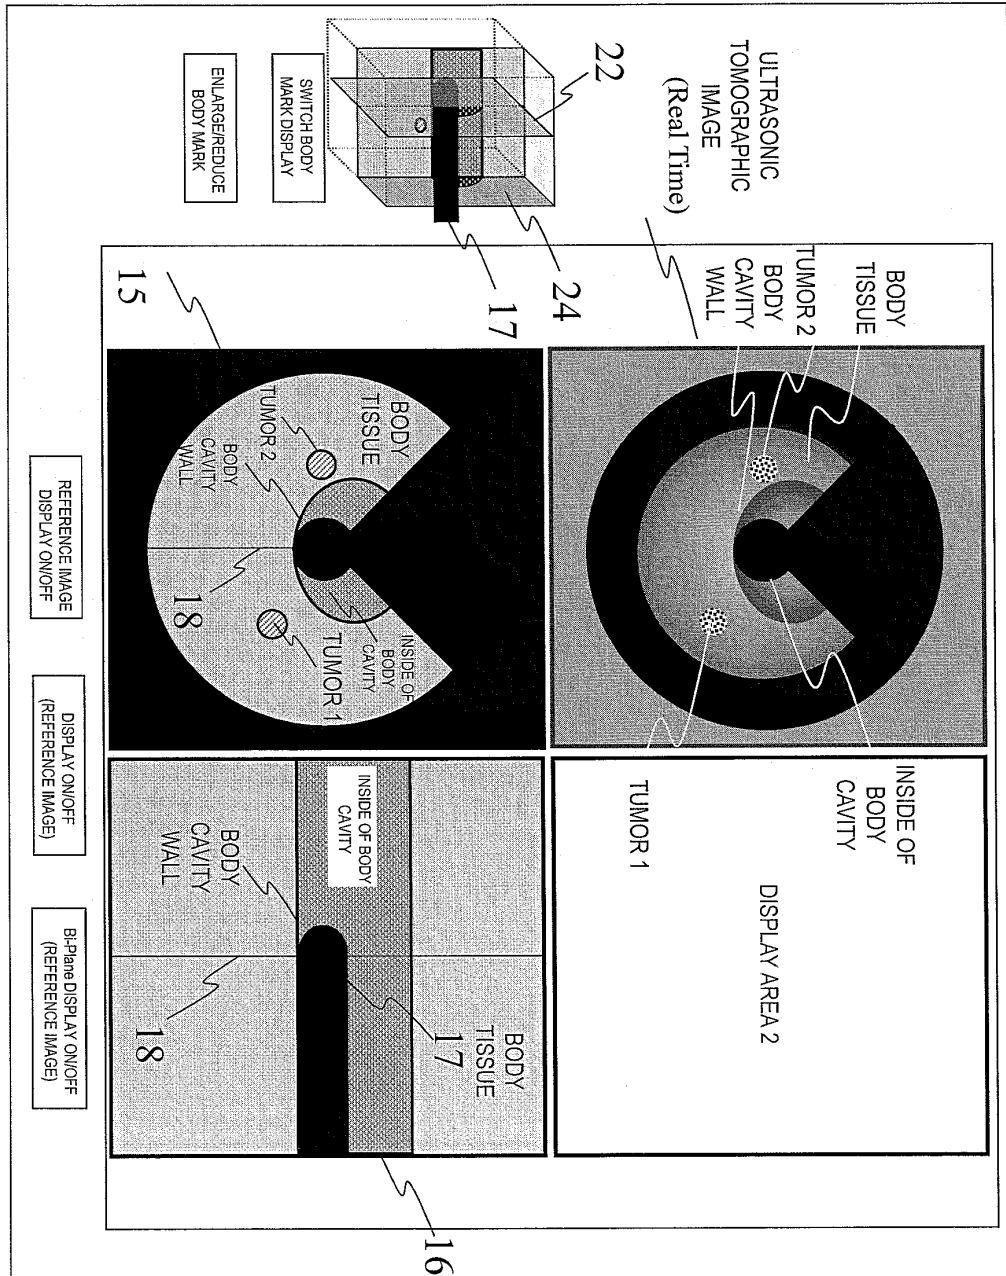 ULTRASONIC
TOMOGRAPHIC
IMAGE
(Real Time)
22
24
17
SWITCH BODY
MARK DISPLAY
ENLARGE/REDUCE
BODY MARK
BODY
TISSUE
TUMOR 2
BODY
CAVITY
WALL
INSIDE OF
BODY
CAVITY
TUMOR 1
DISPLAY AREA 2
15
BODY
TISSUE
TUMOR 2
BODY
CAVITY
WALL
INSIDE OF
BODY
CAVITY
TUMOR 1
18
INSIDE OF BODY
CAVITY
BODY
TISSUE
17
BODY
CAVITY
WALL
18
16
REFERENCE IMAGE
DISPLAY ON/OFF
DISPLAY ON/OFF
(REFERENCE IMAGE)
Bi-Plane DISPLAY ON/OFF
(REFERENCE IMAGE)